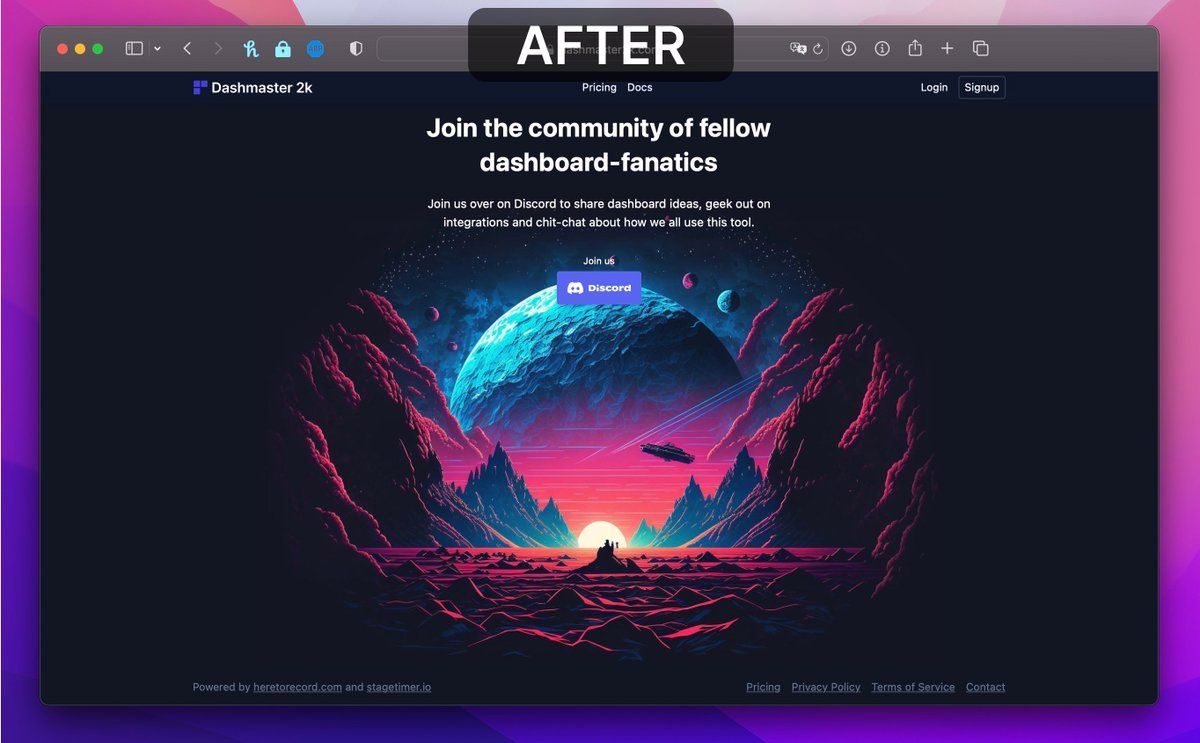 AFTER
dashmaster2k.com
Dashmaster 2k
Pricing Docs
Login Signup
Join the community of fellow
dashboard-fanatics
Join us over on Discord to share dashboard ideas, geek out on
integrations and chit-chat about how we all use this tool.
Join us
Discord
Powered by heretorecord.com and stagetimer.io
Pricing Privacy Policy Terms of Service Contact